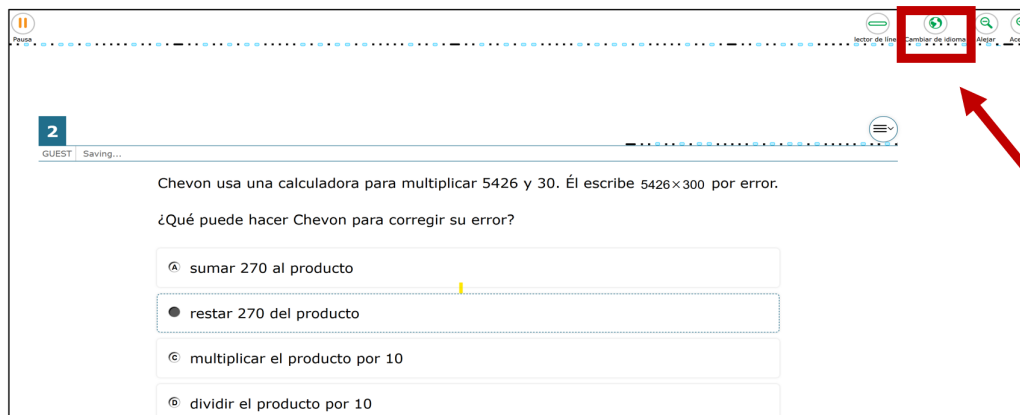 Pausa
lector de líne
Cambiar de idioma
Alejar
Ace
2
GUEST Saving...
Chevon usa una calculadora para multiplicar 5426 y 30. Él escribe 5426×300 por error.
¿Qué puede hacer Chevon para corregir su error?
A sumar 270 al producto
restar 270 del producto
C multiplicar el producto por 10
D dividir el producto por 10